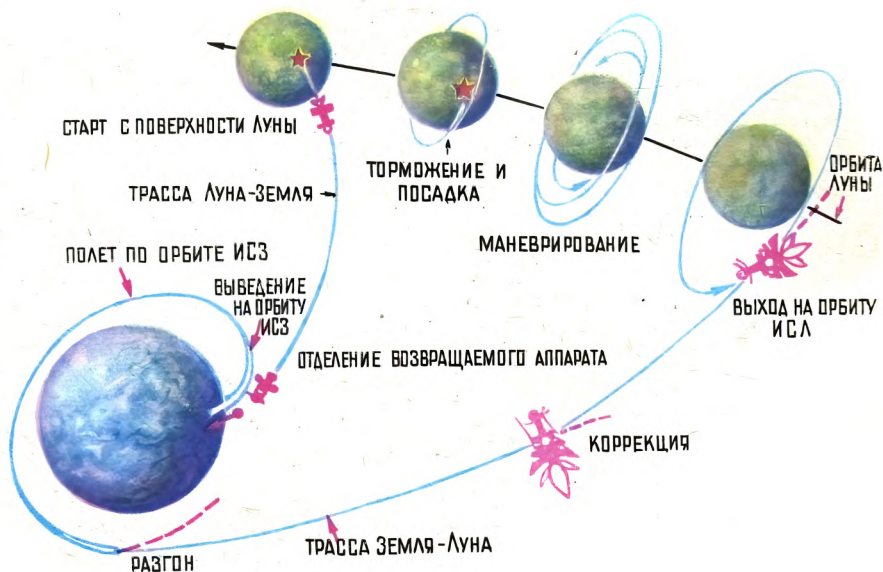 СТАРТ С ПОВЕРХНОСТИ ЛУНЫ
ТОРМОЖЕНИЕ И
ПОСАДКА
ОРБИТА
ЛУНЫ
ТРАССА ЛУНА-ЗЕМЛЯ
МАНЕВРИРОВАНИЕ
ПОЛЕТ ПО ОРБИТЕ ИСЗ
ВЫВЕДЕНИЕ
НА ОРБИТУ
ИСЗ
ВЫХОД НА ОРБИТУ
ИСЛ
ОТДЕЛЕНИЕ ВОЗВРАЩАЕМОГО АППАРАТА
КОРРЕКЦИЯ
ТРАССА ЗЕМЛЯ-ЛУНА
РАЗГОН